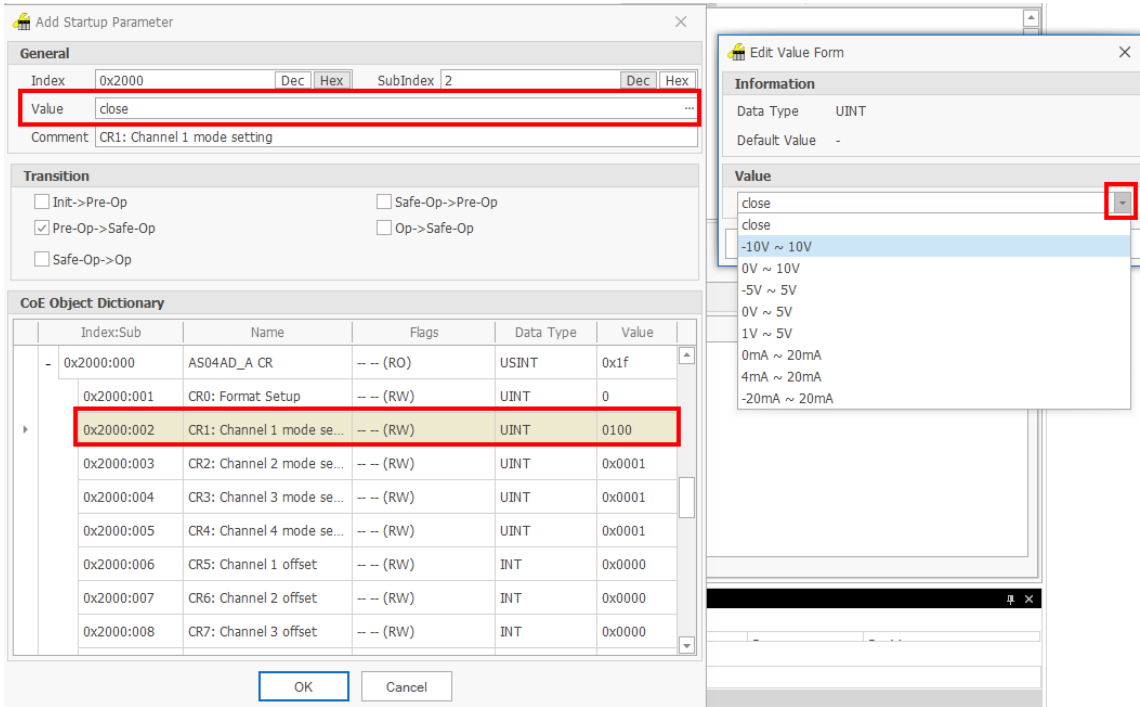 Add Startup Parameter
General
Index 0x2000 Dec Hex SubIndex 2 Dec Hex
Value close ...
Comment CR1: Channel 1 mode setting
Transition
Init->Pre-Op Safe-Op->Pre-Op
Pre-Op->Safe-Op Op->Safe-Op
Safe-Op->Op
CoE Object Dictionary
Index:Sub Name Flags Data Type Value
- 0x2000:000 AS04AD_A CR -- -- (RO) USINT 0x1f
0x2000:001 CR0: Format Setup -- -- (RW) UINT 0
0x2000:002 CR1: Channel 1 mode se... -- -- (RW) UINT 0100
0x2000:003 CR2: Channel 2 mode se... -- -- (RW) UINT 0x0001
0x2000:004 CR3: Channel 3 mode se... -- -- (RW) UINT 0x0001
0x2000:005 CR4: Channel 4 mode se... -- -- (RW) UINT 0x0001
0x2000:006 CR5: Channel 1 offset -- -- (RW) INT 0x0000
0x2000:007 CR6: Channel 2 offset -- -- (RW) INT 0x0000
0x2000:008 CR7: Channel 3 offset -- -- (RW) INT 0x0000
OK Cancel
Edit Value Form
Information
Data Type UINT
Default Value -
Value
close
close
-10V ~ 10V
0V ~ 10V
-5V ~ 5V
0V ~ 5V
1V ~ 5V
0mA ~ 20mA
4mA ~ 20mA
-20mA ~ 20mA